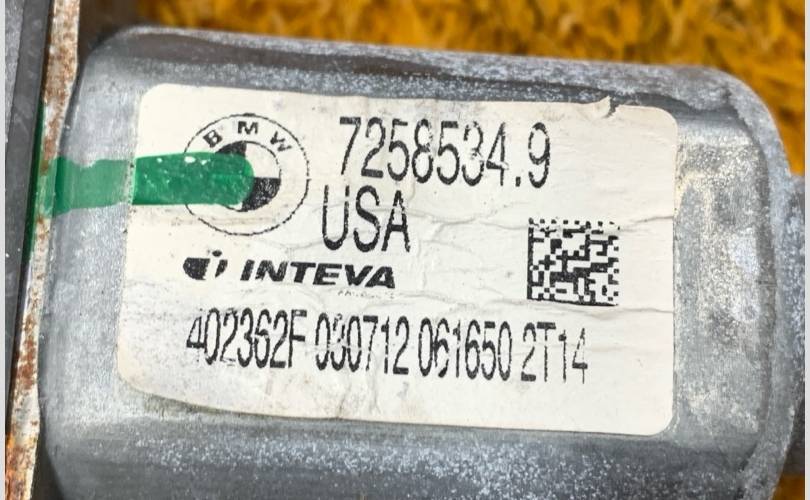 BMW
7258534.9
USA
INTEVA
402362F 030712 061650 2T14